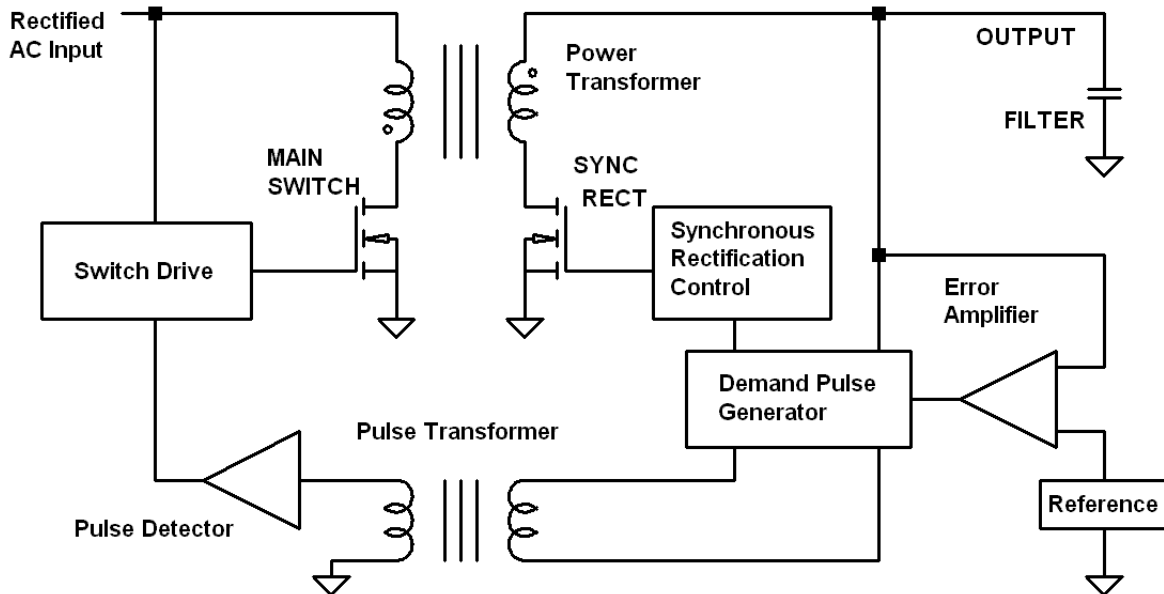 Rectified
AC Input
Power
Transformer
OUTPUT
FILTER
MAIN
SWITCH
SYNC
RECT
Switch Drive
Synchronous
Rectification
Control
Error
Amplifier
Demand Pulse
Generator
Pulse Transformer
Pulse Detector
Reference